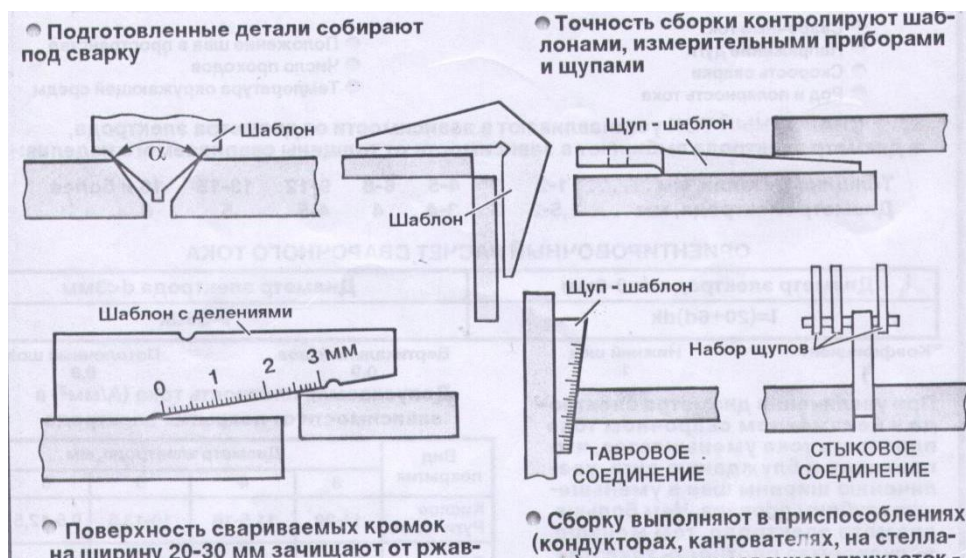 Подготовленные детали собирают
под сварку
Точность сборки контролируют шаб-
лонами, измерительными приборами
и щупами
Шаблон
α
Шаблон
Щуп - шаблон
Шаблон с делениями
0 1 2 3 мм
Щуп - шаблон
Набор щупов
ТАВРОВОЕ
СОЕДИНЕНИЕ
СТЫКОВОЕ
СОЕДИНЕНИЕ
Поверхность свариваемых кромок
на ширину 20-30 мм зачищают от ржав-
Сборку выполняют в приспособлениях
(кондукторах, кантователях, на стелла-